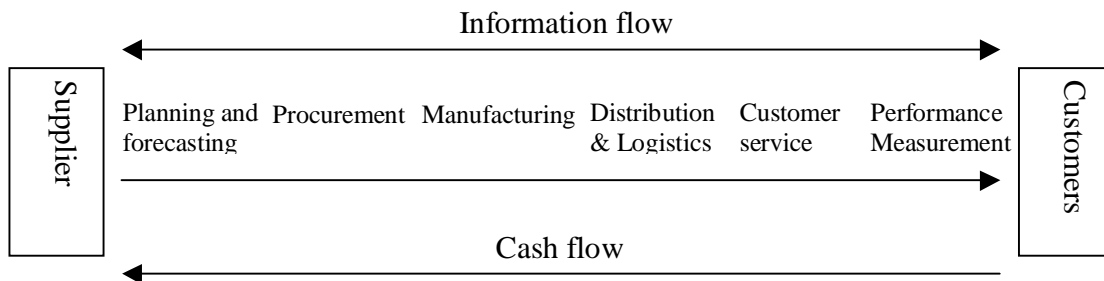 Information flow
Supplier
Planning and
forecasting
Procurement
Manufacturing
Distribution
& Logistics
Customer
service
Performance
Measurement
Customers
Cash flow